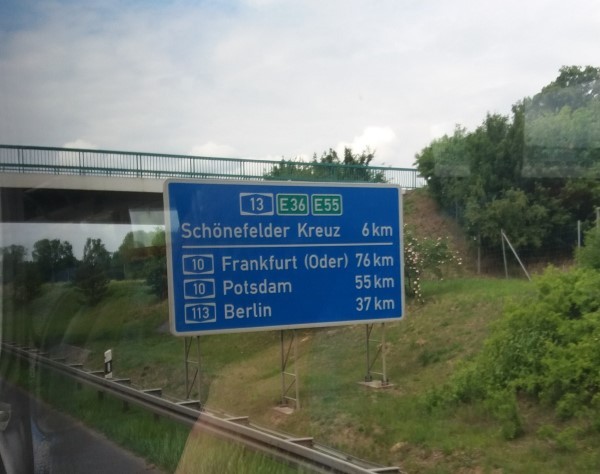 13 E36 E55
Schönefelder Kreuz 6 km
10 Frankfurt (Oder) 76 km
10 Potsdam 55 km
113 Berlin 37 km